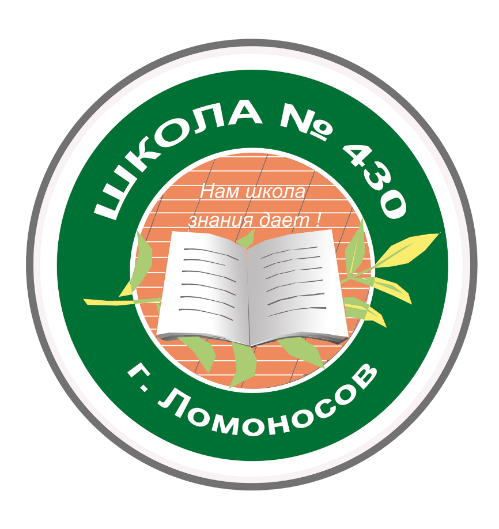 ШКОЛА № 430
Нам школа
знания дает !
г. Ломоносов